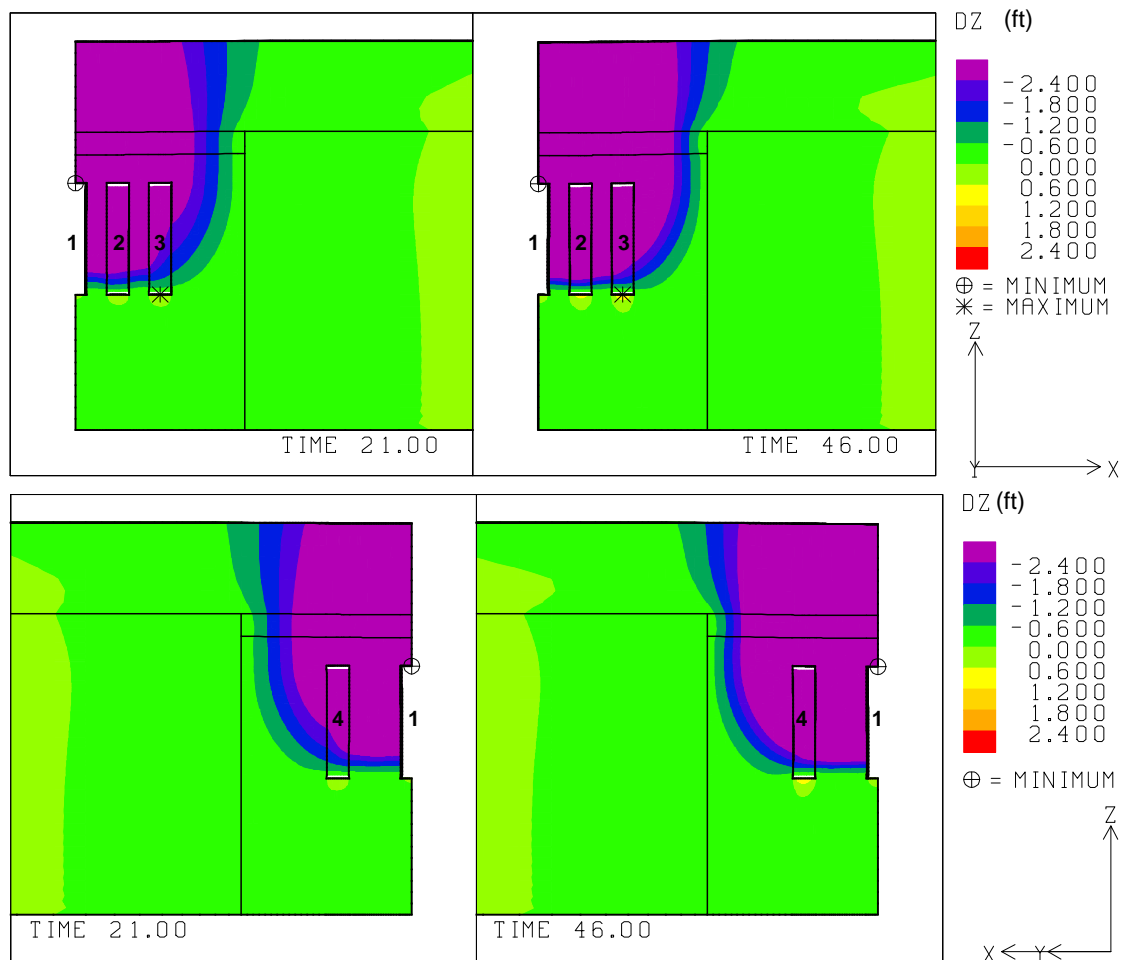 DZ (ft)
-2.400
-1.800
-1.200
-0.600
0.000
0.600
1.200
1.800
2.400
⊕ = MINIMUM
✳ = MAXIMUM
Z
Y
X
1 2 3
TIME 21.00
1 2 3
TIME 46.00
DZ (ft)
-2.400
-1.800
-1.200
-0.600
0.000
0.600
1.200
1.800
2.400
⊕ = MINIMUM
Z
X Y
4 1
TIME 21.00
4 1
TIME 46.00